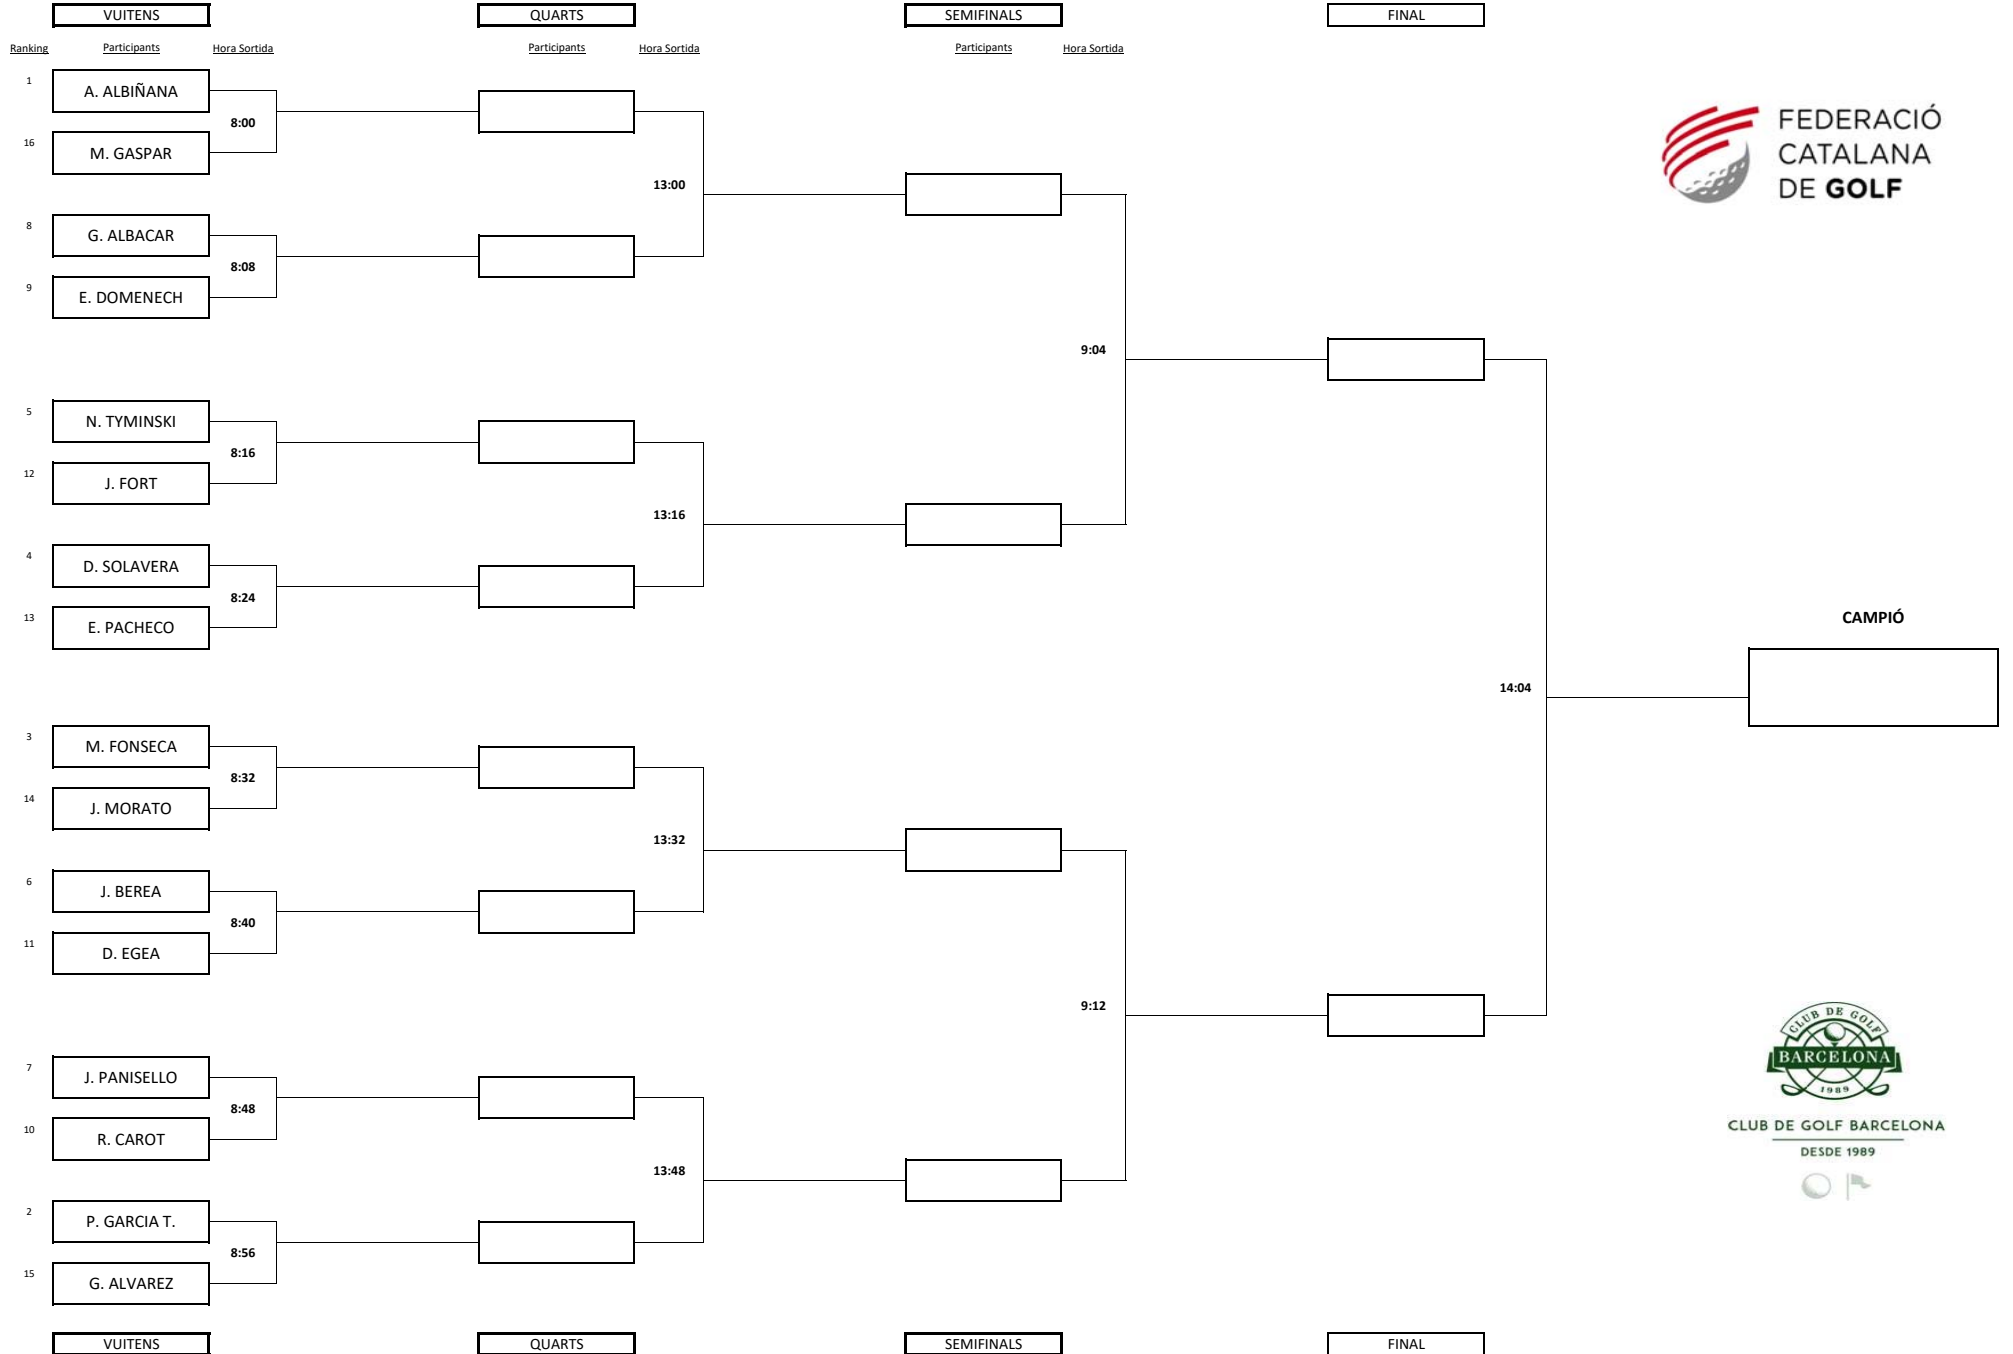 VUITENS QUARTS SEMIFINALS FINAL
Ranking Participants Hora Sortida Participants Hora Sortida Participants Hora Sortida
1 A. ALBIÑANA
8:00
16 M. GASPAR
13:00
8 G. ALBACAR
8:08
9 E. DOMENECH
9:04
5 N. TYMINSKI
8:16
12 J. FORT
13:16
4 D. SOLAVERA
8:24
13 E. PACHECO
14:04
3 M. FONSECA
8:32
14 J. MORATO
13:32
6 J. BEREA
8:40
11 D. EGEA
9:12
7 J. PANISELLO
8:48
10 R. CAROT
13:48
2 P. GARCIA T.
8:56
15 G. ALVAREZ
CAMPIÓ
FEDERACIÓ
CATALANA
DE GOLF
CLUB DE GOLF
BARCELONA
1989
CLUB DE GOLF BARCELONA
DESDE 1989
VUITENS QUARTS SEMIFINALS FINAL